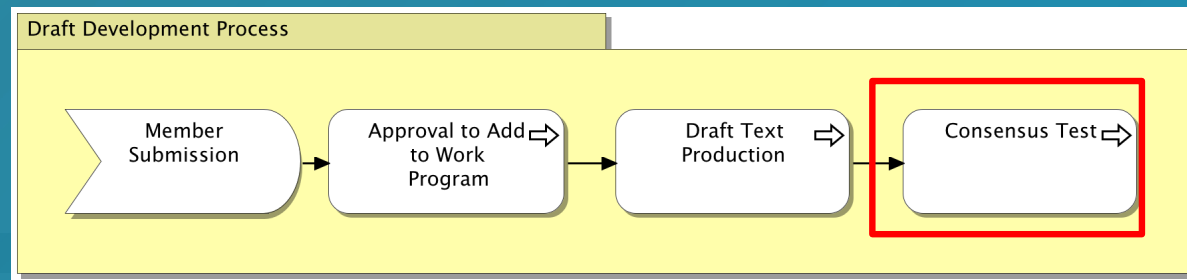 Draft Development Process
Member
Submission
Approval to Add
to Work
Program
Draft Text
Production
Consensus Test